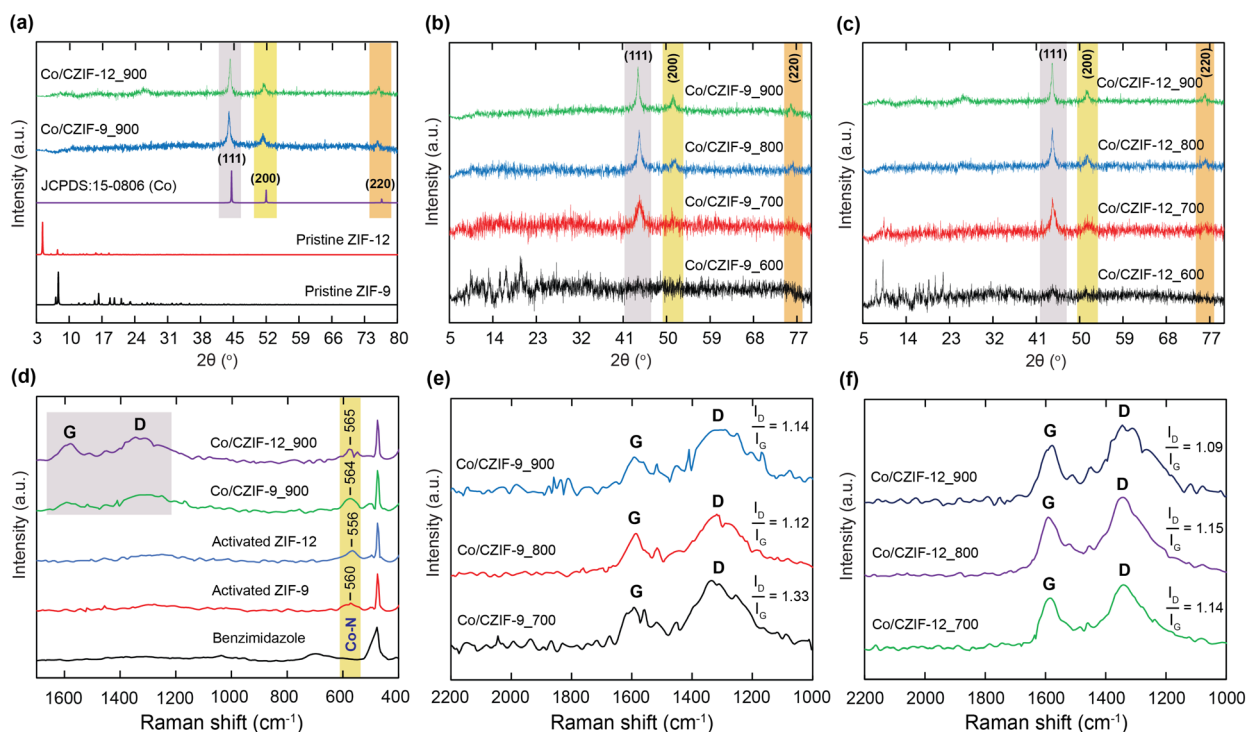 (a)
Co/CZIF-12_900
Co/CZIF-9_900
(111)
JCPDS:15-0806 (Co)
(200)
(220)
Pristine ZIF-12
Pristine ZIF-9
Intensity (a.u.)
3 10 17 24 31 38 45 52 59 66 73 80
2θ (°)
(b)
(111)
(200)
(220)
Co/CZIF-9_900
Co/CZIF-9_800
Co/CZIF-9_700
Co/CZIF-9_600
Intensity (a.u.)
5 14 23 32 41 50 59 68 77
2θ (°)
(c)
(111)
(200)
(220)
Co/CZIF-12_900
Co/CZIF-12_800
Co/CZIF-12_700
Co/CZIF-12_600
Intensity (a.u.)
5 14 23 32 41 50 59 68 77
2θ (°)
(d)
G
D
Co/CZIF-12_900
Co/CZIF-9_900
Activated ZIF-12
Activated ZIF-9
Benzimidazole
Co-N – 560 – 556 – 564 – 565
Intensity (a.u.)
1600 1400 1200 1000 800 600 400
Raman shift (cm⁻¹)
(e)
G
D
I_D
I_G = 1.14
Co/CZIF-9_900
G
D
I_D
I_G = 1.12
Co/CZIF-9_800
G
D
I_D
I_G = 1.33
Co/CZIF-9_700
Intensity (a.u.)
2200 2000 1800 1600 1400 1200 1000
Raman shift (cm⁻¹)
(f)
G
D
I_D
I_G = 1.09
Co/CZIF-12_900
G
D
I_D
I_G = 1.15
Co/CZIF-12_800
G
D
I_D
I_G = 1.14
Co/CZIF-12_700
Intensity (a.u.)
2200 2000 1800 1600 1400 1200 1000
Raman shift (cm⁻¹)